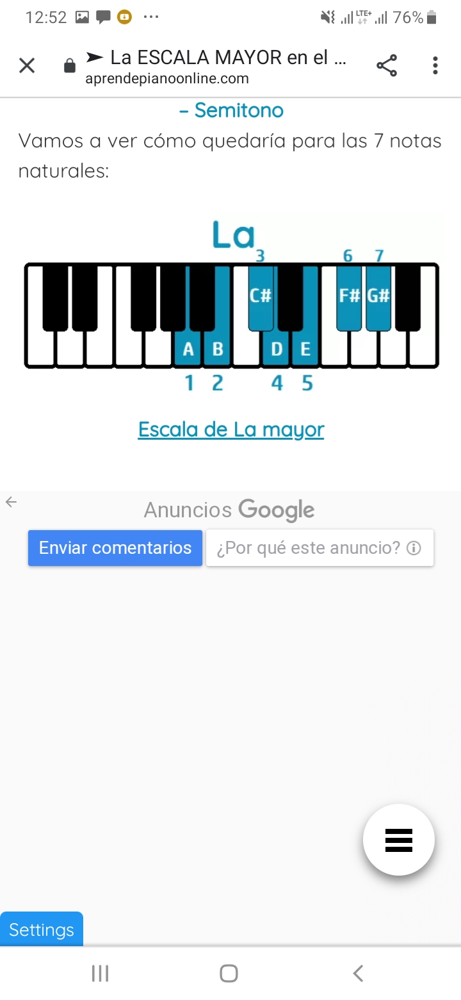 12:52 LTE+ 76%
➤ La ESCALA MAYOR en el ...
aprendepianoonline.com
– Semitono
Vamos a ver cómo quedaría para las 7 notas
naturales:
La
3 6 7
C# F# G#
A B D E
1 2 4 5
Escala de La mayor
Anuncios Google
Enviar comentarios ¿Por qué este anuncio?
Settings